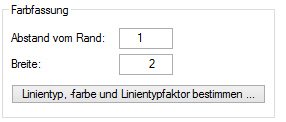 Farbfassung
Abstand vom Rand: 1
Breite: 2
Linientyp, -farbe und Linientypfaktor bestimmen ...